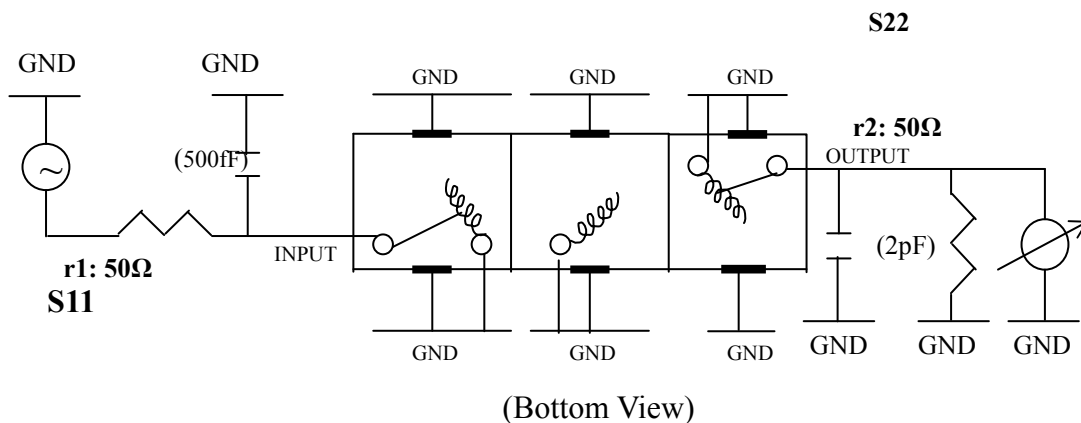 S22
GND
GND
GND
GND
GND
r2: 50Ω
(500fF)
OUTPUT
~
INPUT
(2pF)
r1: 50Ω
S11
GND
GND
GND
GND
GND
GND
(Bottom View)